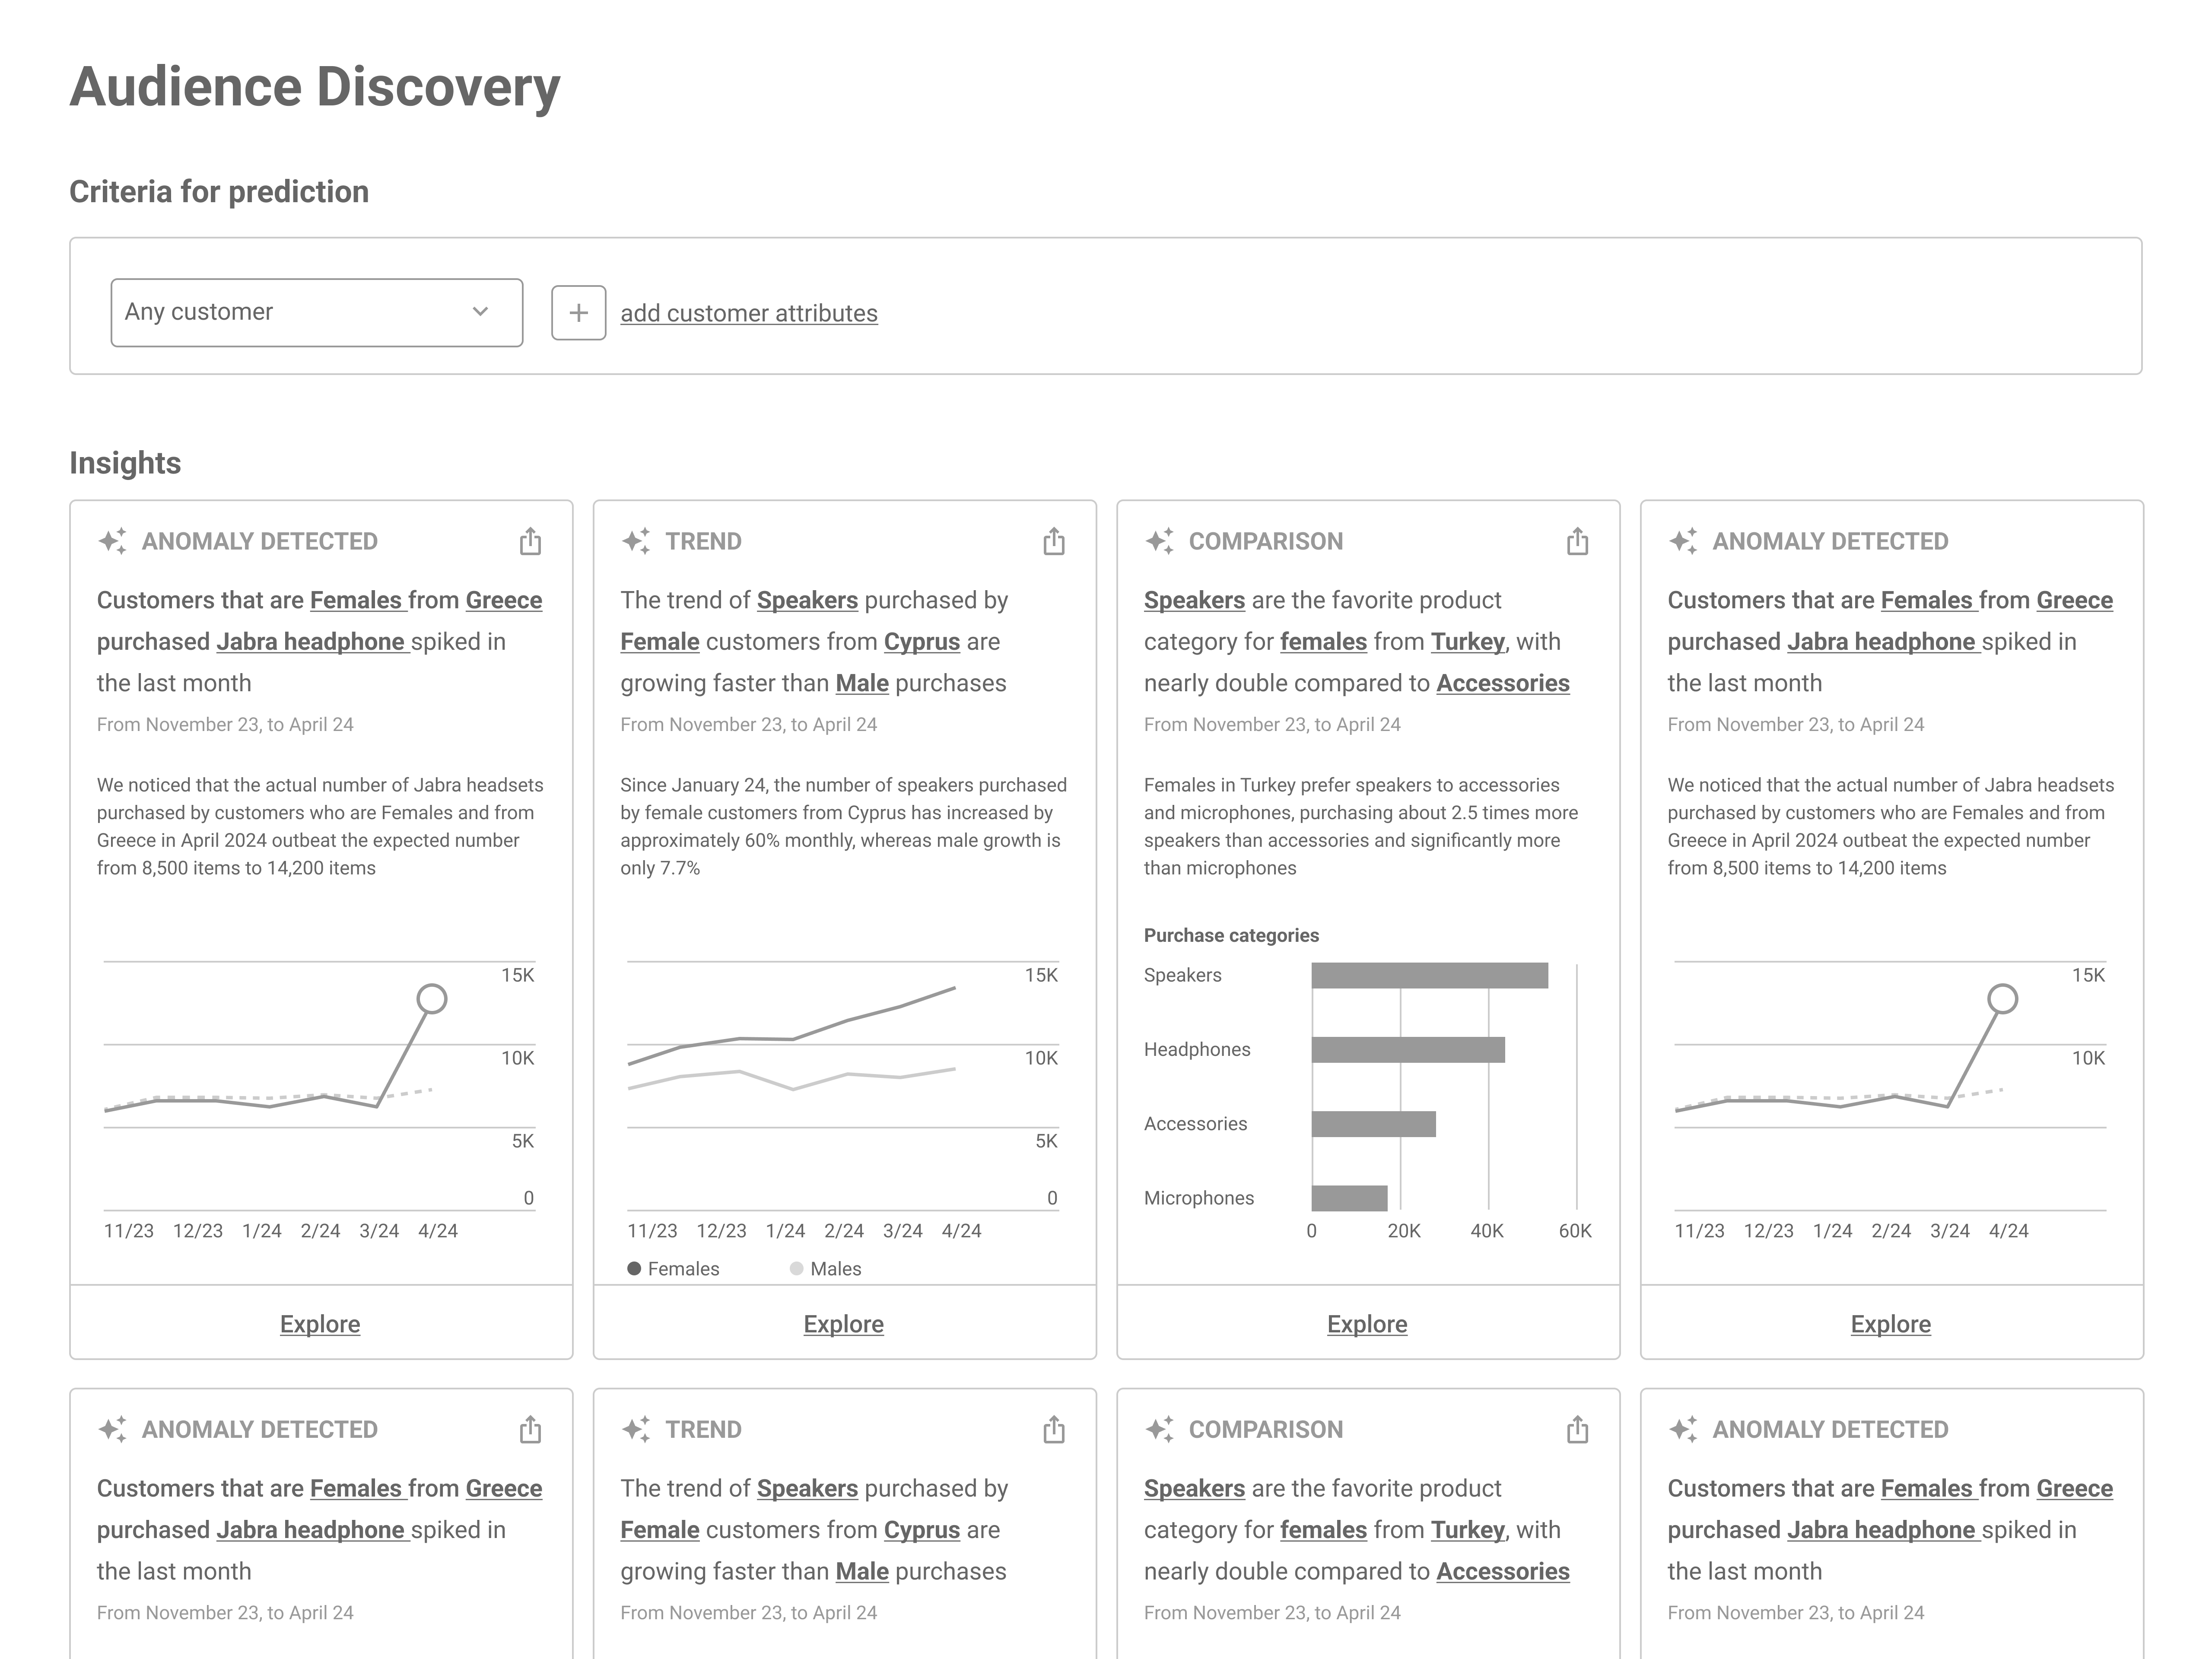 Audience Discovery
Criteria for prediction
Any customer
add customer attributes
Insights
ANOMALY DETECTED
Customers that are Females from Greece
purchased Jabra headphone spiked in
the last month
From November 23, to April 24
We noticed that the actual number of Jabra headsets
purchased by customers who are Females and from
Greece in April 2024 outbeat the expected number
from 8,500 items to 14,200 items
15K
10K
5K
0
11/23 12/23 1/24 2/24 3/24 4/24
Explore
TREND
The trend of Speakers purchased by
Female customers from Cyprus are
growing faster than Male purchases
From November 23, to April 24
Since January 24, the number of speakers purchased
by female customers from Cyprus has increased by
approximately 60% monthly, whereas male growth is
only 7.7%
15K
10K
5K
0
11/23 12/23 1/24 2/24 3/24 4/24
Females Males
Explore
COMPARISON
Speakers are the favorite product
category for females from Turkey, with
nearly double compared to Accessories
From November 23, to April 24
Females in Turkey prefer speakers to accessories
and microphones, purchasing about 2.5 times more
speakers than accessories and significantly more
than microphones
Purchase categories
Speakers
Headphones
Accessories
Microphones
0 20K 40K 60K
Explore
ANOMALY DETECTED
Customers that are Females from Greece
purchased Jabra headphone spiked in
the last month
From November 23, to April 24
We noticed that the actual number of Jabra headsets
purchased by customers who are Females and from
Greece in April 2024 outbeat the expected number
from 8,500 items to 14,200 items
15K
10K
11/23 12/23 1/24 2/24 3/24 4/24
Explore
ANOMALY DETECTED
Customers that are Females from Greece
purchased Jabra headphone spiked in
the last month
From November 23, to April 24
TREND
The trend of Speakers purchased by
Female customers from Cyprus are
growing faster than Male purchases
From November 23, to April 24
COMPARISON
Speakers are the favorite product
category for females from Turkey, with
nearly double compared to Accessories
From November 23, to April 24
ANOMALY DETECTED
Customers that are Females from Greece
purchased Jabra headphone spiked in
the last month
From November 23, to April 24